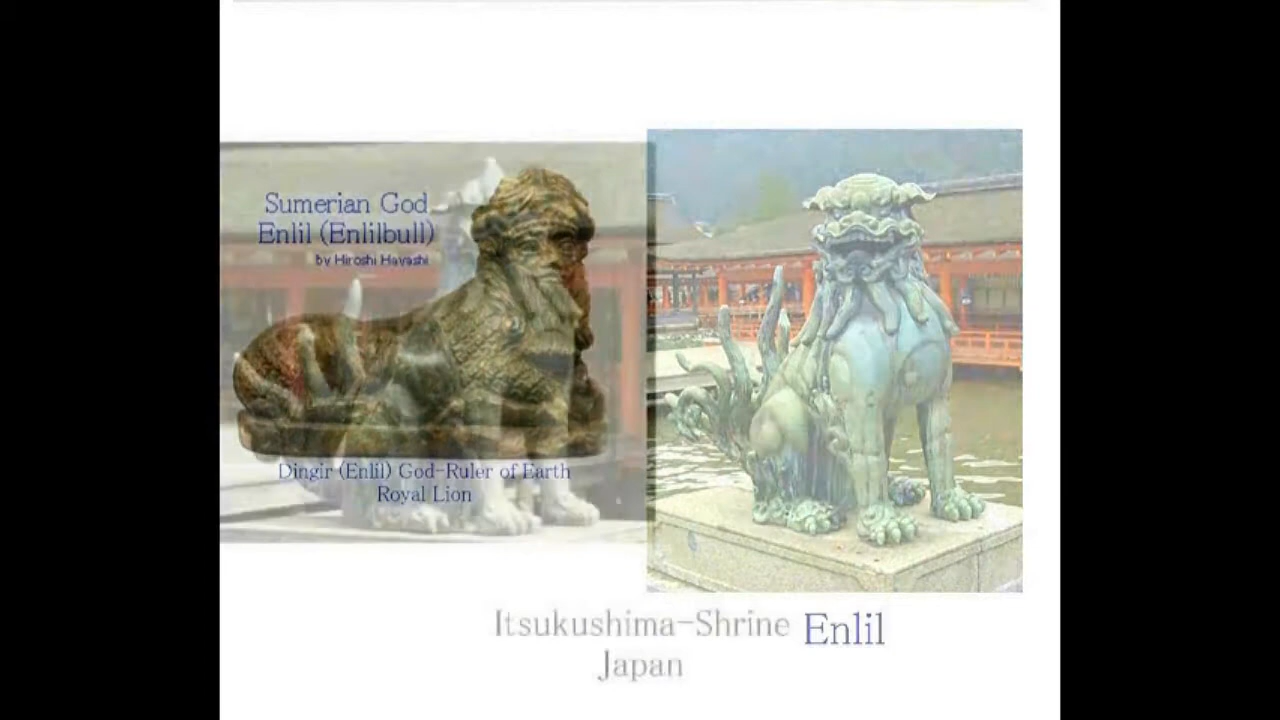 Sumerian God
Enlil (Enlilbull)
by Hiroshi Hayashi
Dingir (Enlil) God-Ruler of Earth
Royal Lion
Itsukushima-Shrine Enlil
Japan